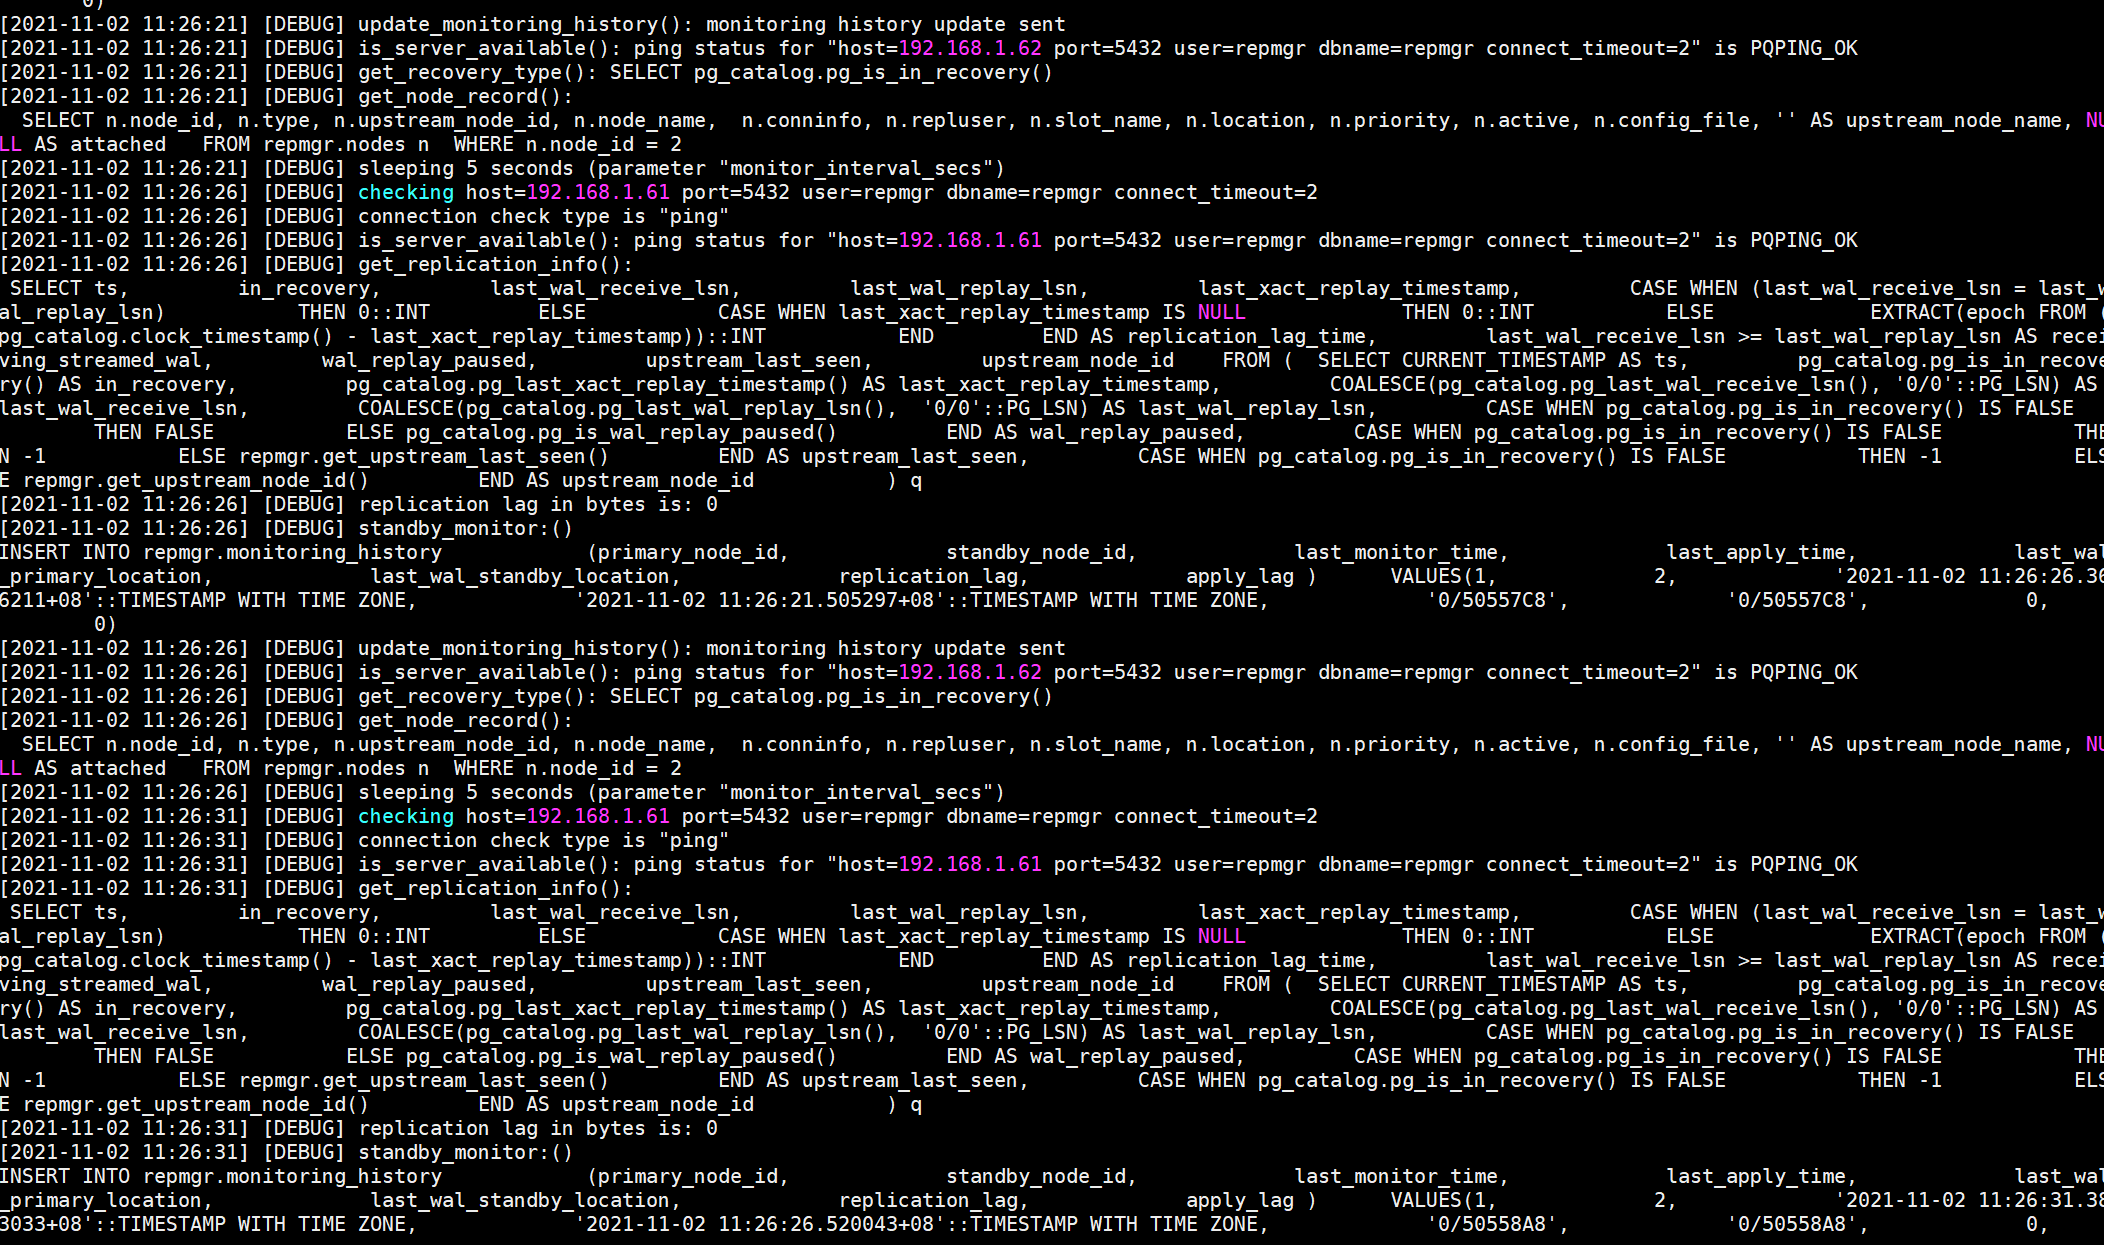 0)
[2021-11-02 11:26:21] [DEBUG] update_monitoring_history(): monitoring history update sent
[2021-11-02 11:26:21] [DEBUG] is_server_available(): ping status for "host=192.168.1.62 port=5432 user=repmgr dbname=repmgr connect_timeout=2" is PQPING_OK
[2021-11-02 11:26:21] [DEBUG] get_recovery_type(): SELECT pg_catalog.pg_is_in_recovery()
[2021-11-02 11:26:21] [DEBUG] get_node_record():
SELECT n.node_id, n.type, n.upstream_node_id, n.node_name, n.conninfo, n.repluser, n.slot_name, n.location, n.priority, n.active, n.config_file, '' AS upstream_node_name, NU
LL AS attached FROM repmgr.nodes n WHERE n.node_id = 2
[2021-11-02 11:26:21] [DEBUG] sleeping 5 seconds (parameter "monitor_interval_secs")
[2021-11-02 11:26:26] [DEBUG] checking host=192.168.1.61 port=5432 user=repmgr dbname=repmgr connect_timeout=2
[2021-11-02 11:26:26] [DEBUG] connection check type is "ping"
[2021-11-02 11:26:26] [DEBUG] is_server_available(): ping status for "host=192.168.1.61 port=5432 user=repmgr dbname=repmgr connect_timeout=2" is PQPING_OK
[2021-11-02 11:26:26] [DEBUG] get_replication_info():
SELECT ts, in_recovery, last_wal_receive_lsn, last_wal_replay_lsn, last_xact_replay_timestamp, CASE WHEN (last_wal_receive_lsn = last_w
al_replay_lsn) THEN 0::INT ELSE CASE WHEN last_xact_replay_timestamp IS NULL THEN 0::INT ELSE EXTRACT(epoch FROM (
pg_catalog.clock_timestamp() - last_xact_replay_timestamp))::INT END END AS replication_lag_time, last_wal_receive_lsn >= last_wal_replay_lsn AS recei
ving_streamed_wal, wal_replay_paused, upstream_last_seen, upstream_node_id FROM ( SELECT CURRENT_TIMESTAMP AS ts, pg_catalog.pg_is_in_recove
ry() AS in_recovery, pg_catalog.pg_last_xact_replay_timestamp() AS last_xact_replay_timestamp, COALESCE(pg_catalog.pg_last_wal_receive_lsn(), '0/0'::PG_LSN) AS
last_wal_receive_lsn, COALESCE(pg_catalog.pg_last_wal_replay_lsn(), '0/0'::PG_LSN) AS last_wal_replay_lsn, CASE WHEN pg_catalog.pg_is_in_recovery() IS FALSE
THEN FALSE ELSE pg_catalog.pg_is_wal_replay_paused() END AS wal_replay_paused, CASE WHEN pg_catalog.pg_is_in_recovery() IS FALSE THE
N -1 ELSE repmgr.get_upstream_last_seen() END AS upstream_last_seen, CASE WHEN pg_catalog.pg_is_in_recovery() IS FALSE THEN -1 ELS
E repmgr.get_upstream_node_id() END AS upstream_node_id ) q
[2021-11-02 11:26:26] [DEBUG] replication lag in bytes is: 0
[2021-11-02 11:26:26] [DEBUG] standby_monitor:()
INSERT INTO repmgr.monitoring_history (primary_node_id, standby_node_id, last_monitor_time, last_apply_time, last_wal
_primary_location, last_wal_standby_location, replication_lag, apply_lag ) VALUES(1, 2, '2021-11-02 11:26:26.36
6211+08'::TIMESTAMP WITH TIME ZONE, '2021-11-02 11:26:21.505297+08'::TIMESTAMP WITH TIME ZONE, '0/50557C8', '0/50557C8', 0,
0)
[2021-11-02 11:26:26] [DEBUG] update_monitoring_history(): monitoring history update sent
[2021-11-02 11:26:26] [DEBUG] is_server_available(): ping status for "host=192.168.1.62 port=5432 user=repmgr dbname=repmgr connect_timeout=2" is PQPING_OK
[2021-11-02 11:26:26] [DEBUG] get_recovery_type(): SELECT pg_catalog.pg_is_in_recovery()
[2021-11-02 11:26:26] [DEBUG] get_node_record():
SELECT n.node_id, n.type, n.upstream_node_id, n.node_name, n.conninfo, n.repluser, n.slot_name, n.location, n.priority, n.active, n.config_file, '' AS upstream_node_name, NU
LL AS attached FROM repmgr.nodes n WHERE n.node_id = 2
[2021-11-02 11:26:26] [DEBUG] sleeping 5 seconds (parameter "monitor_interval_secs")
[2021-11-02 11:26:31] [DEBUG] checking host=192.168.1.61 port=5432 user=repmgr dbname=repmgr connect_timeout=2
[2021-11-02 11:26:31] [DEBUG] connection check type is "ping"
[2021-11-02 11:26:31] [DEBUG] is_server_available(): ping status for "host=192.168.1.61 port=5432 user=repmgr dbname=repmgr connect_timeout=2" is PQPING_OK
[2021-11-02 11:26:31] [DEBUG] get_replication_info():
SELECT ts, in_recovery, last_wal_receive_lsn, last_wal_replay_lsn, last_xact_replay_timestamp, CASE WHEN (last_wal_receive_lsn = last_w
al_replay_lsn) THEN 0::INT ELSE CASE WHEN last_xact_replay_timestamp IS NULL THEN 0::INT ELSE EXTRACT(epoch FROM (
pg_catalog.clock_timestamp() - last_xact_replay_timestamp))::INT END END AS replication_lag_time, last_wal_receive_lsn >= last_wal_replay_lsn AS recei
ving_streamed_wal, wal_replay_paused, upstream_last_seen, upstream_node_id FROM ( SELECT CURRENT_TIMESTAMP AS ts, pg_catalog.pg_is_in_recove
ry() AS in_recovery, pg_catalog.pg_last_xact_replay_timestamp() AS last_xact_replay_timestamp, COALESCE(pg_catalog.pg_last_wal_receive_lsn(), '0/0'::PG_LSN) AS
last_wal_receive_lsn, COALESCE(pg_catalog.pg_last_wal_replay_lsn(), '0/0'::PG_LSN) AS last_wal_replay_lsn, CASE WHEN pg_catalog.pg_is_in_recovery() IS FALSE
THEN FALSE ELSE pg_catalog.pg_is_wal_replay_paused() END AS wal_replay_paused, CASE WHEN pg_catalog.pg_is_in_recovery() IS FALSE THE
N -1 ELSE repmgr.get_upstream_last_seen() END AS upstream_last_seen, CASE WHEN pg_catalog.pg_is_in_recovery() IS FALSE THEN -1 ELS
E repmgr.get_upstream_node_id() END AS upstream_node_id ) q
[2021-11-02 11:26:31] [DEBUG] replication lag in bytes is: 0
[2021-11-02 11:26:31] [DEBUG] standby_monitor:()
INSERT INTO repmgr.monitoring_history (primary_node_id, standby_node_id, last_monitor_time, last_apply_time, last_wal
_primary_location, last_wal_standby_location, replication_lag, apply_lag ) VALUES(1, 2, '2021-11-02 11:26:31.38
3033+08'::TIMESTAMP WITH TIME ZONE, '2021-11-02 11:26:26.520043+08'::TIMESTAMP WITH TIME ZONE, '0/50558A8', '0/50558A8', 0,